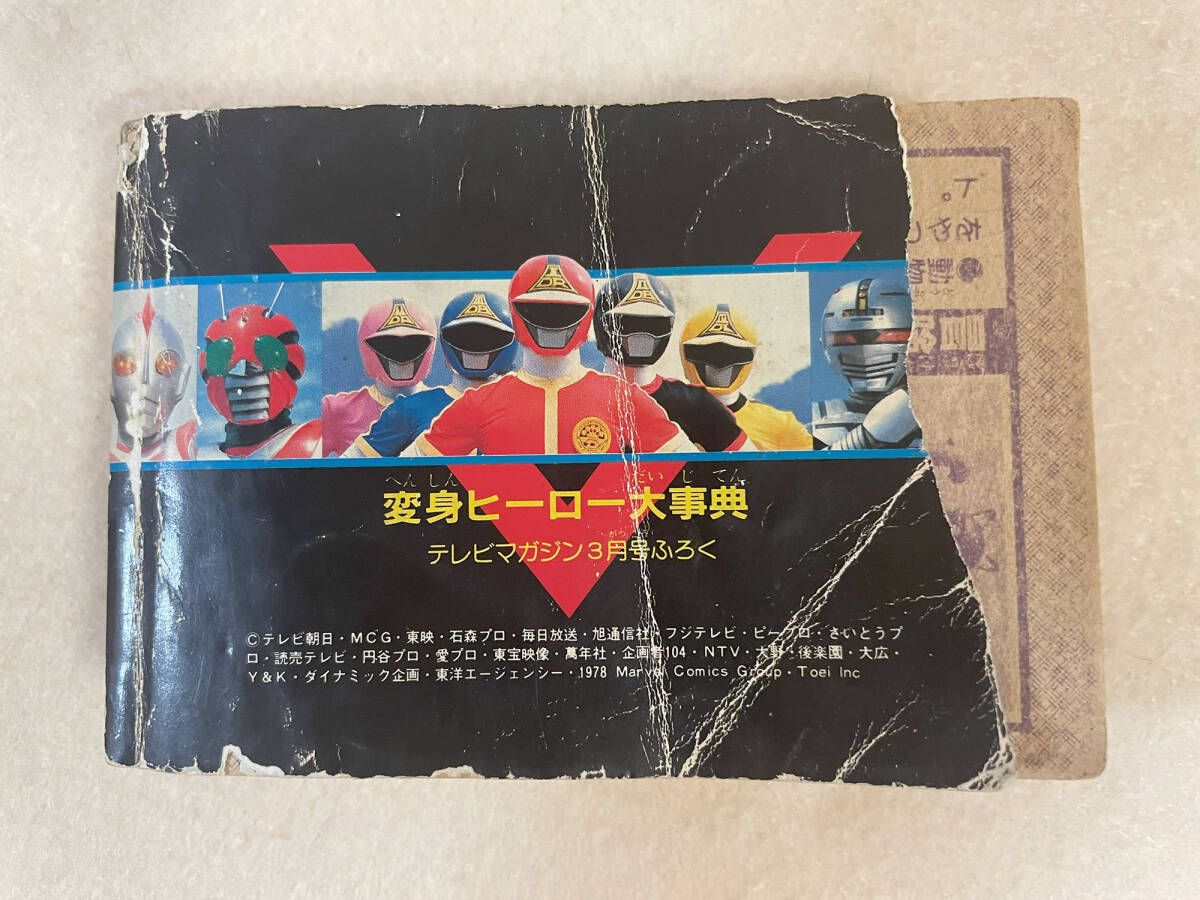 へんしん だいじてん
変身ヒーロー大事典
がつ
テレビマガジン3月号ふろく
©テレビ朝日・MCG・東映・石森プロ・毎日放送・旭通信社・フジテレビ・ピープロ・さいとうプ
ロ・読売テレビ・円谷プロ・愛プロ・東宝映像・萬年社・企画者104・NTV・大野・後楽園・大広・
Y&K・ダイナミック企画・東洋エージェンシー・1978 Marvel Comics Group・Toei Inc
て。
をやつ
動物